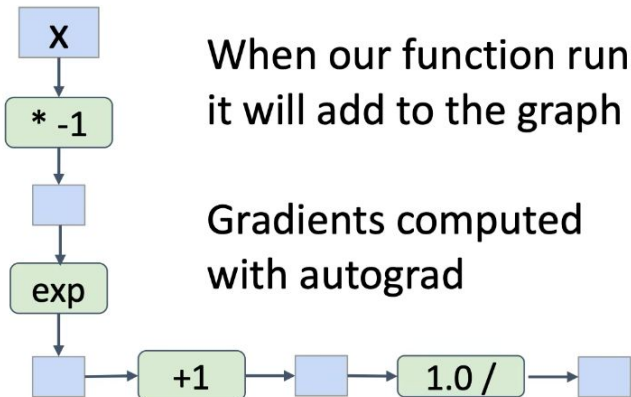 x
When our function run
* -1
it will add to the graph
Gradients computed
with autograd
exp
+1
1.0 /